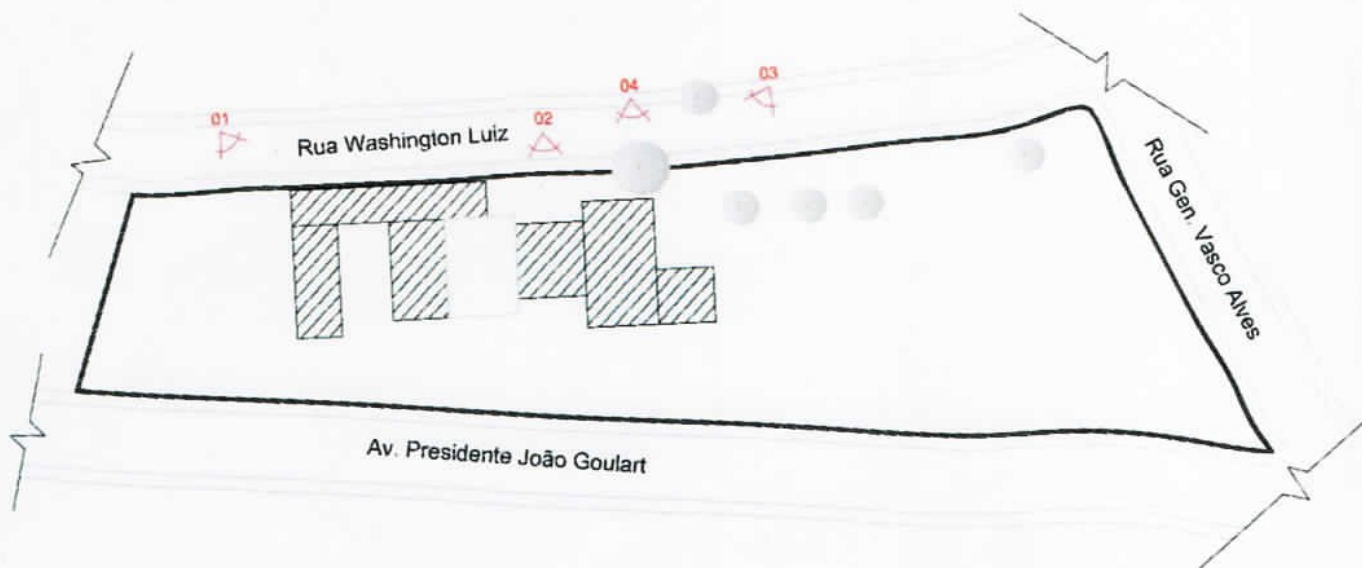 04
03
01
02
Rua Washington Luiz
Rua Gen. Vasco Alves
Av. Presidente João Goulart